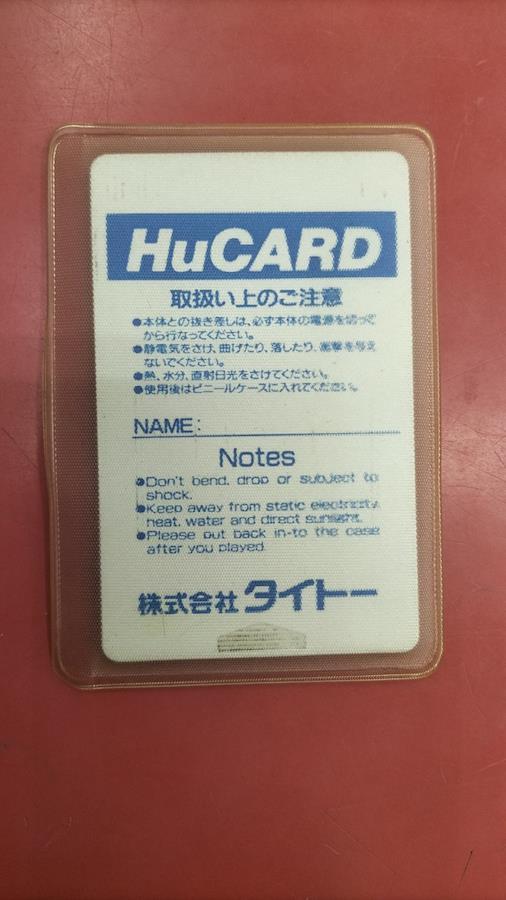 HuCARD
取扱い上のご注意
●本体との抜き差しは、必ず本体の電源を切って
から行なってください。
●静電気をさけ、曲げたり、落したり、衝撃を与え
ないでください。
●熱、水分、直射日光をさけてください。
●使用後はビニールケースに入れてください。
NAME:
Notes
●Don't bend, drop or subject to
shock.
●Keep away from static electricity,
heat, water and direct sunlight.
●Please put back in-to the case
after you played.
株式会社 タイトー